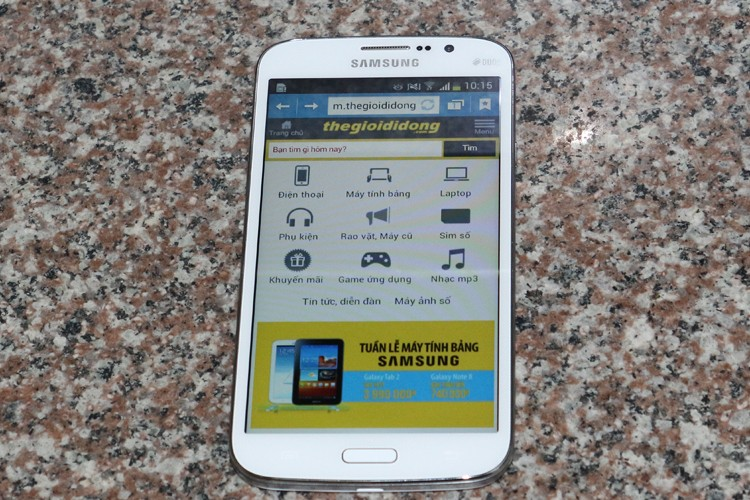 SAMSUNG
DUOS
10:15
m.thegioididong
Trang chủ
thegioididong
.com
Menu
Bạn tìm gì hôm nay?
Tìm
Điện thoại
Máy tính bảng
Laptop
Phụ kiện
Rao vặt, Máy cũ
Sim số
Khuyến mãi
Game ứng dụng
Nhạc mp3
Tin tức, diễn đàn
Máy ảnh số
TUẦN LỄ MÁY TÍNH BẢNG
SAMSUNG
Galaxy Tab 2
Galaxy Note 8